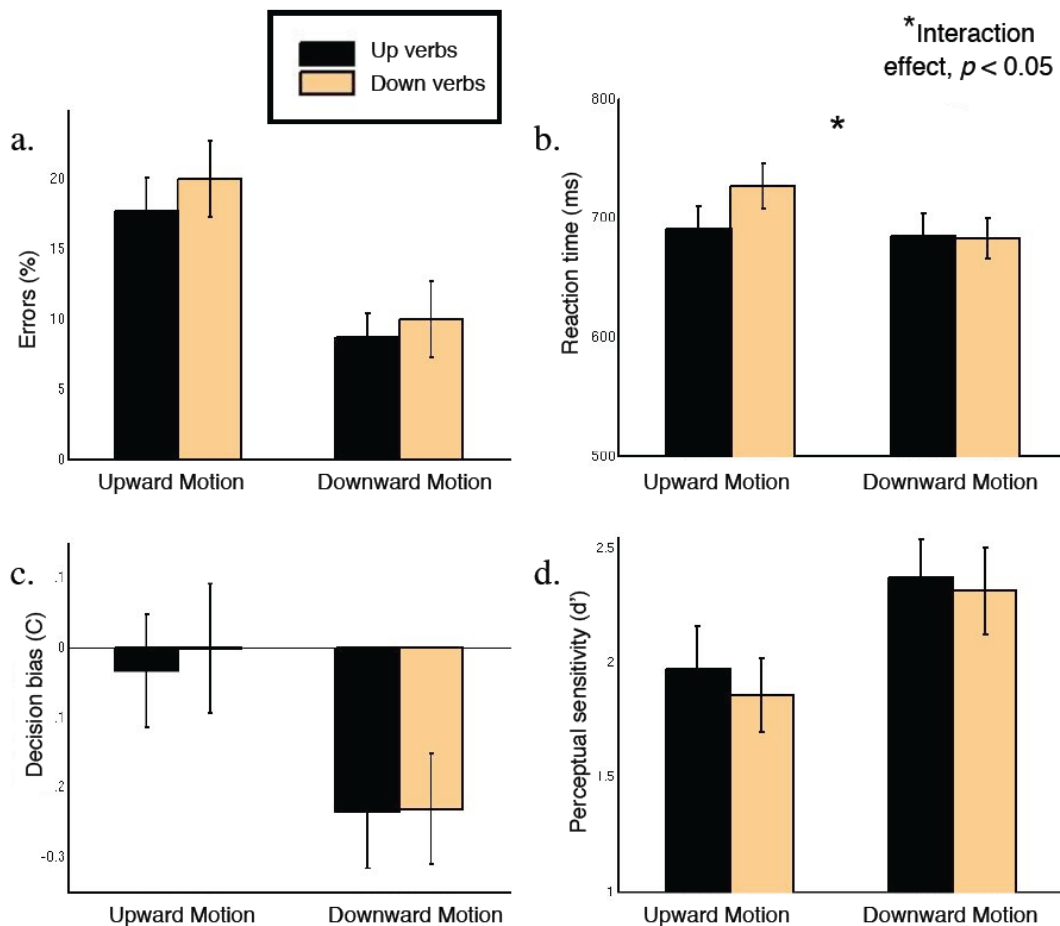 Up verbs
Down verbs
*Interaction
effect, p < 0.05
a.
Errors (%)
20
15
10
5
0
Upward Motion
Downward Motion
b.
*
Reaction time (ms)
800
700
600
500
Upward Motion
Downward Motion
c.
Decision bias (C)
.1
0
.1
.2
-0.3
Upward Motion
Downward Motion
d.
Perceptual sensitivity (d')
2.5
2
1.5
1
Upward Motion
Downward Motion